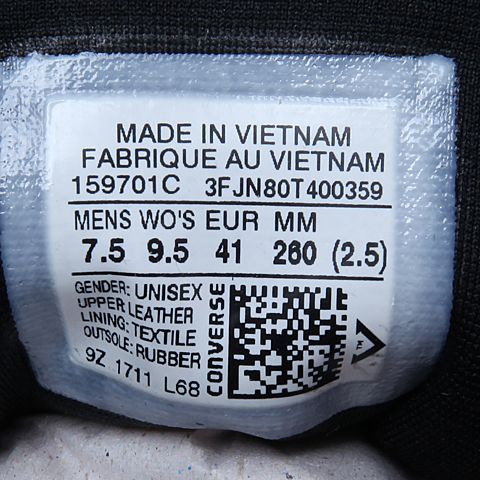 MADE IN VIETNAM
FABRIQUE AU VIETNAM
159701C 3FJN80T400359
MENS WO'S EUR MM
7.5 9.5 41 260 (2.5)
GENDER: UNISEX
UPPER LEATHER
LINING: TEXTILE
OUTSOLE: RUBBER
9Z 1711 L68
CONVERSE
TM